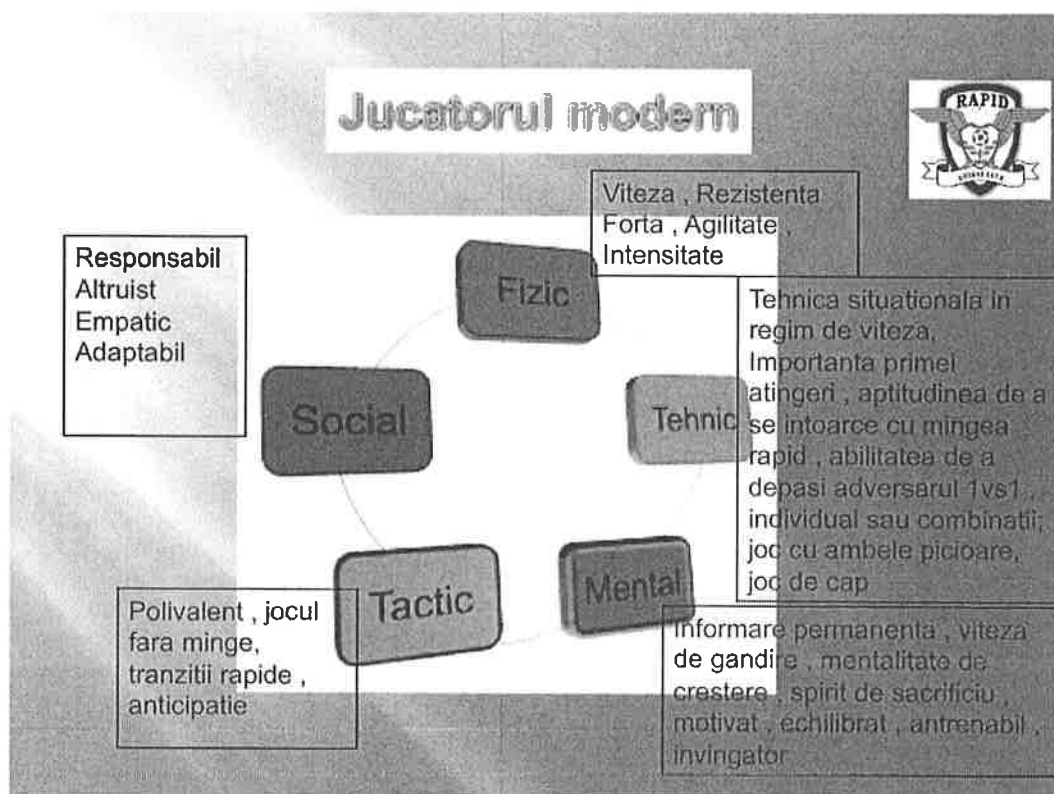 Jucatorul modern
RAPID
Viteza , Rezistenta
Forta , Agilitate ,
Intensitate
Responsabil
Altruist
Empatic
Adaptabil
Fizic
Tehnica situationala in
regim de viteza,
Importanta primei
atingeri , aptitudinea de a
se intoarce cu mingea
rapid , abilitatea de a
depasi adversarul 1vs1 ,
individual sau combinatii;
joc cu ambele picioare,
joc de cap
Social
Tehnic
Tactic
Mental
Polivalent , jocul
fara minge,
tranzitii rapide ,
anticipatie
Informare permanenta , viteza
de gandire , mentalitate de
crestere , spirit de sacrificiu ,
motivat , echilibrat , antrenabil ,
invingator